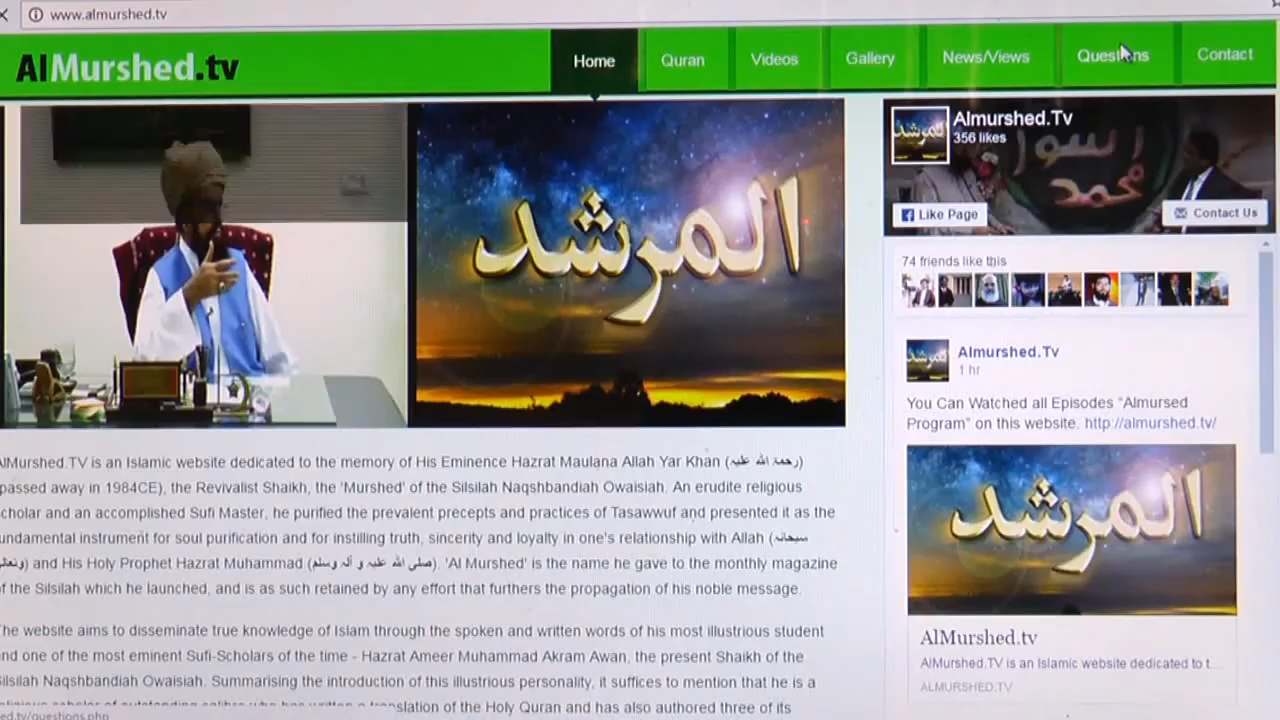 www.almurshed.tv
AlMurshed.tv
Home
Quran
Videos
Gallery
News/Views
Contact
المرشد
Almurshed.Tv
356 likes
Like Page
Contact Us
74 friends like this
Almurshed.Tv
1 hr
You Can Watched all Episodes "Almursed
Program" on this website. http://almurshed.tv/
المرشد
AlMurshed.tv
AlMurshed.TV is an Islamic website dedicated to t...
ALMURSHED.TV
AlMurshed.TV is an Islamic website dedicated to the memory of His Eminence Hazrat Maulana Allah Yar Khan (رحمة الله عليه)
passed away in 1984CE), the Revivalist Shaikh, the 'Murshed' of the Silsilah Naqshbandiah Owaisiah. An erudite religious
cholar and an accomplished Sufi Master, he purified the prevalent precepts and practices of Tasawwuf and presented it as the
undamental instrument for soul purification and for instilling truth, sincerity and loyalty in one's relationship with Allah (سبحانه
وتعالى) and His Holy Prophet Hazrat Muhammad (صلى الله عليه و آله وسلم). 'Al Murshed' is the name he gave to the monthly magazine
of the Silsilah which he launched, and is as such retained by any effort that furthers the propagation of his noble message.
The website aims to disseminate true knowledge of Islam through the spoken and written words of his most illustrious student
and one of the most eminent Sufi-Scholars of the time - Hazrat Ameer Muhammad Akram Awan, the present Shaikh of the
Silsilah Naqshbandiah Owaisiah. Summarising the introduction of this illustrious personality, it suffices to mention that he is a
of the Holy Quran and has also authored three of its